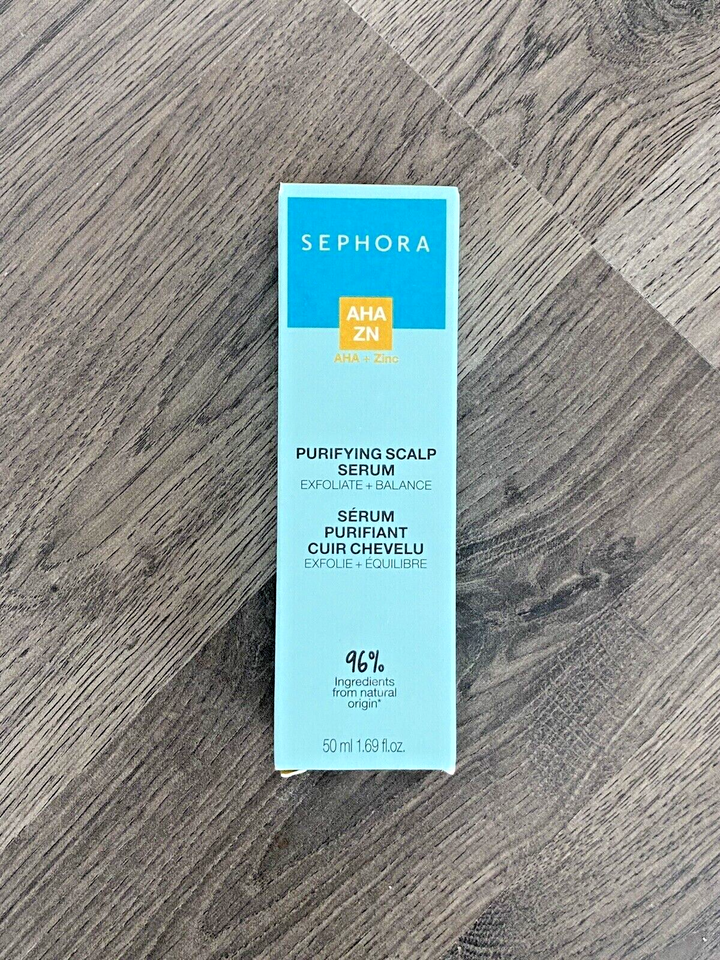 SEPHORA
AHA
ZN
AHA + Zinc
PURIFYING SCALP
SERUM
EXFOLIATE + BALANCE
SÉRUM
PURIFIANT
CUIR CHEVELU
EXFOLIE + ÉQUILIBRE
96%
Ingredients
from natural
origin*
50 ml 1.69 fl.oz.